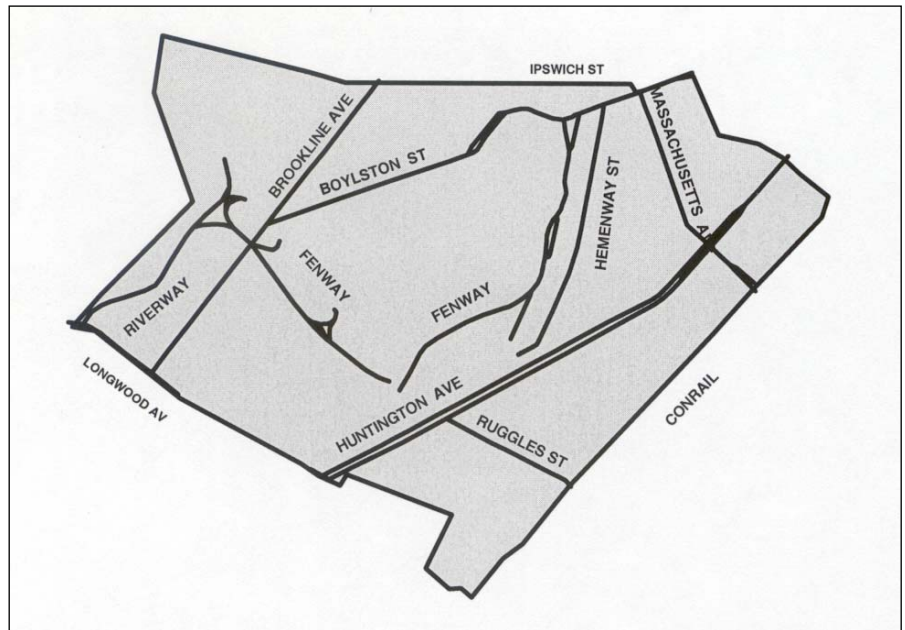 IPSWICH ST
MASSACHUSETTS A
BROOKLINE AVE
BOYLSTON ST
HEMENWAY ST
FENWAY
FENWAY
RIVERWAY
LONGWOOD AV
HUNTINGTON AVE
RUGGLES ST
CONRAIL